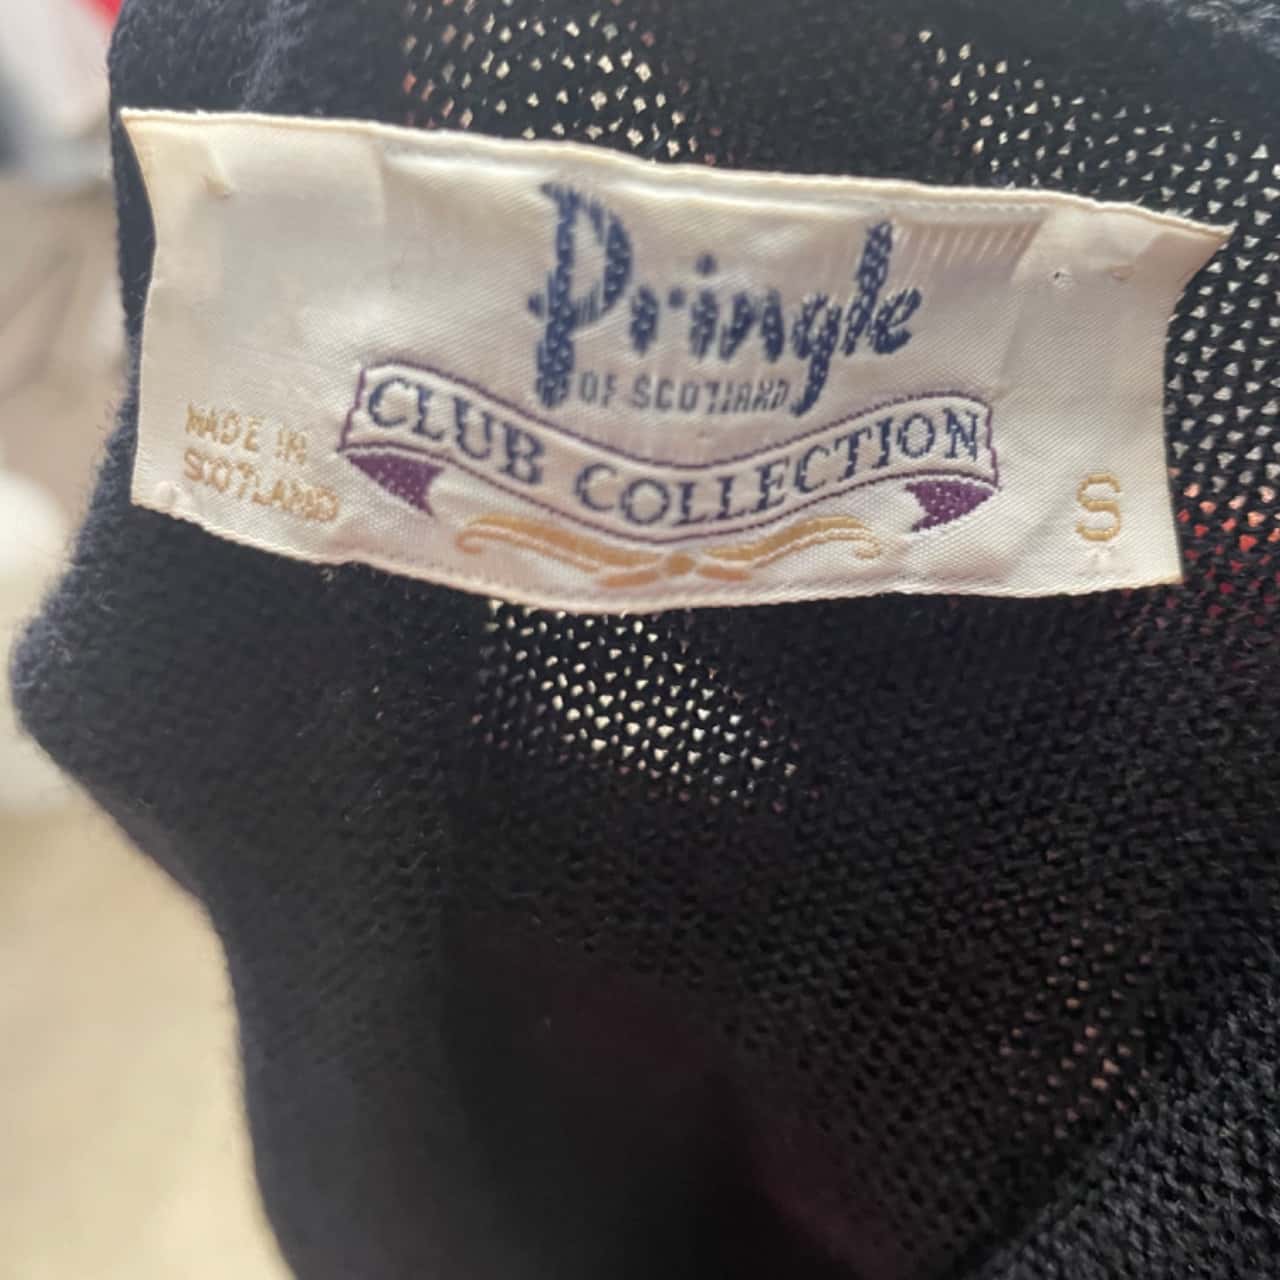 Pringle
OF SCOTLAND
CLUB COLLECTION
MADE IN
SCOTLAND
S